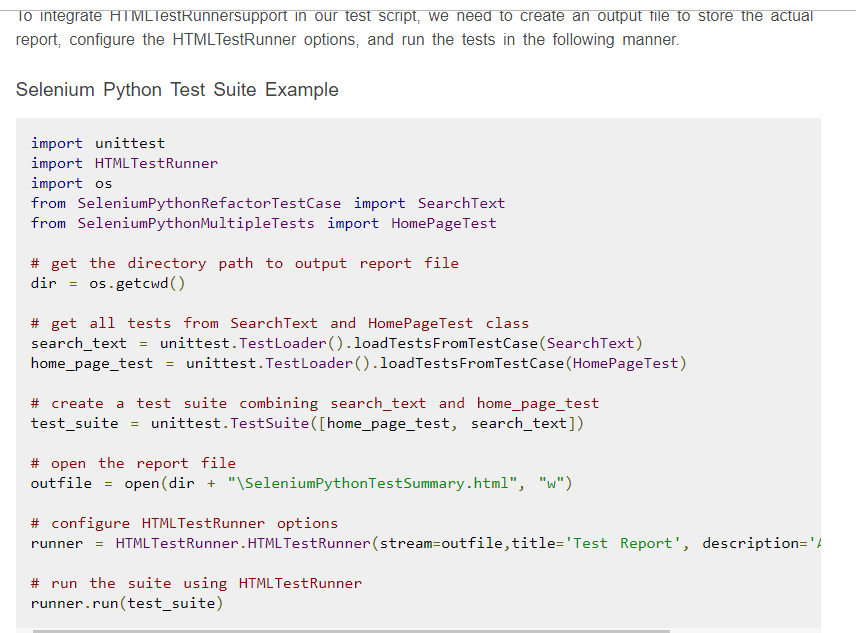 To integrate HTMLTestRunnersupport in our test script, we need to create an output file to store the actual
report, configure the HTMLTestRunner options, and run the tests in the following manner.
Selenium Python Test Suite Example
import unittest
import HTMLTestRunner
import os
from SeleniumPythonRefactorTestCase import SearchText
from SeleniumPythonMultipleTests import HomePageTest
# get the directory path to output report file
dir = os.getcwd()
# get all tests from SearchText and HomePageTest class
search_text = unittest.TestLoader().loadTestsFromTestCase(SearchText)
home_page_test = unittest.TestLoader().loadTestsFromTestCase(HomePageTest)
# create a test suite combining search_text and home_page_test
test_suite = unittest.TestSuite([home_page_test, search_text])
# open the report file
outfile = open(dir + "\SeleniumPythonTestSummary.html", "w")
# configure HTMLTestRunner options
runner = HTMLTestRunner.HTMLTestRunner(stream=outfile,title='Test Report', description='
# run the suite using HTMLTestRunner
runner.run(test_suite)